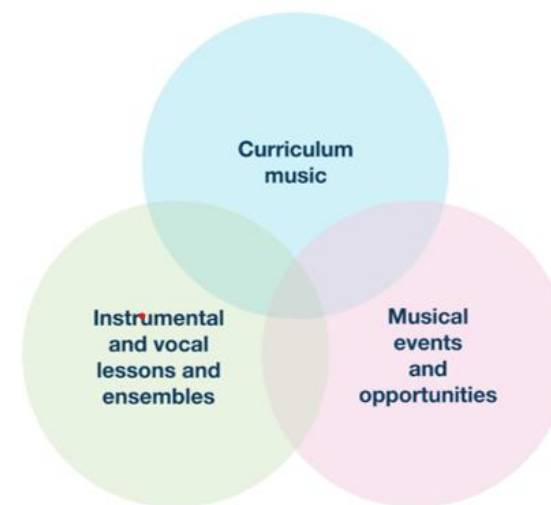 Curriculum
music
Instrumental
and vocal
lessons and
ensembles
Musical
events
and
opportunities